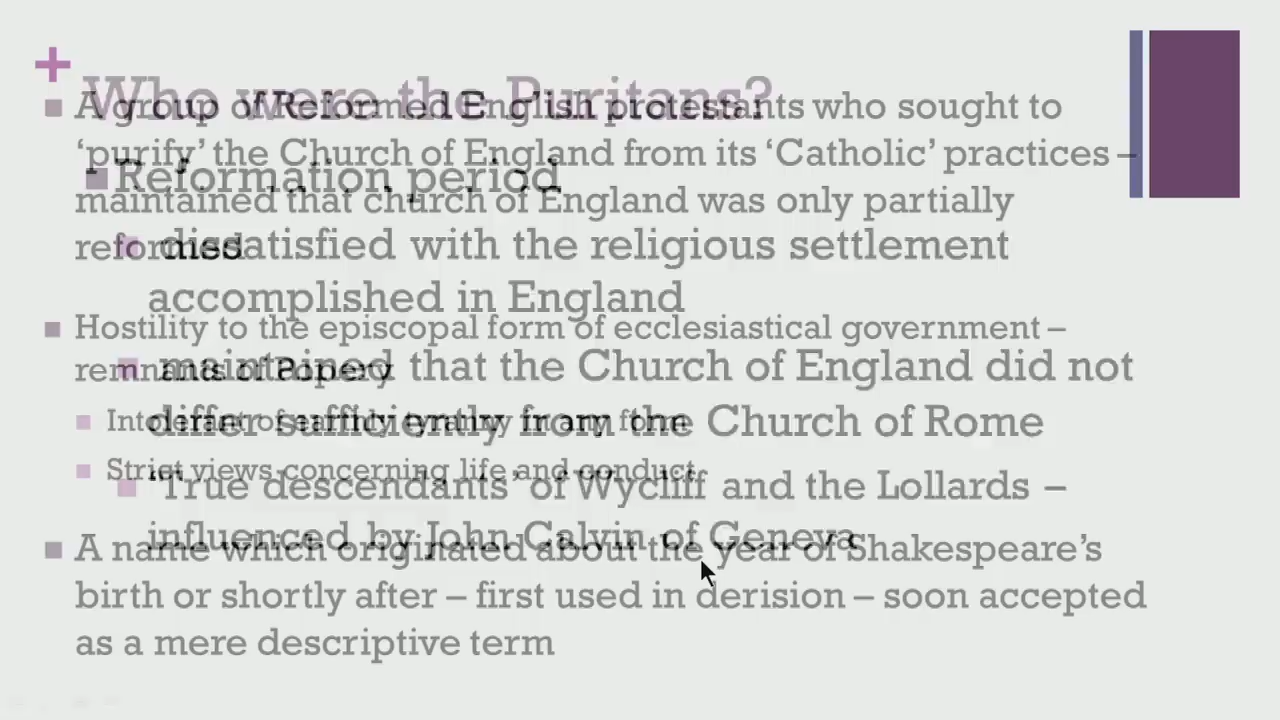 +
Who were the Puritans?
■ Reformation period
■ dissatisfied with the religious settlement
accomplished in England
■ maintained that the Church of England did not
differ sufficiently from the Church of Rome
■ ‘True descendants’ of Wycliff and the Lollards –
influenced by John Calvin of Geneva
■ A group of Reformed English protestants who sought to
‘purify’ the Church of England from its ‘Catholic’ practices –
maintained that church of England was only partially
reformed
■ Hostility to the episcopal form of ecclesiastical government –
remnants of Popery
■ Intolerant of earthly tyranny in any form
■ Strict views concerning life and conduct
■ A name which originated about the year of Shakespeare’s
birth or shortly after – first used in derision – soon accepted
as a mere descriptive term